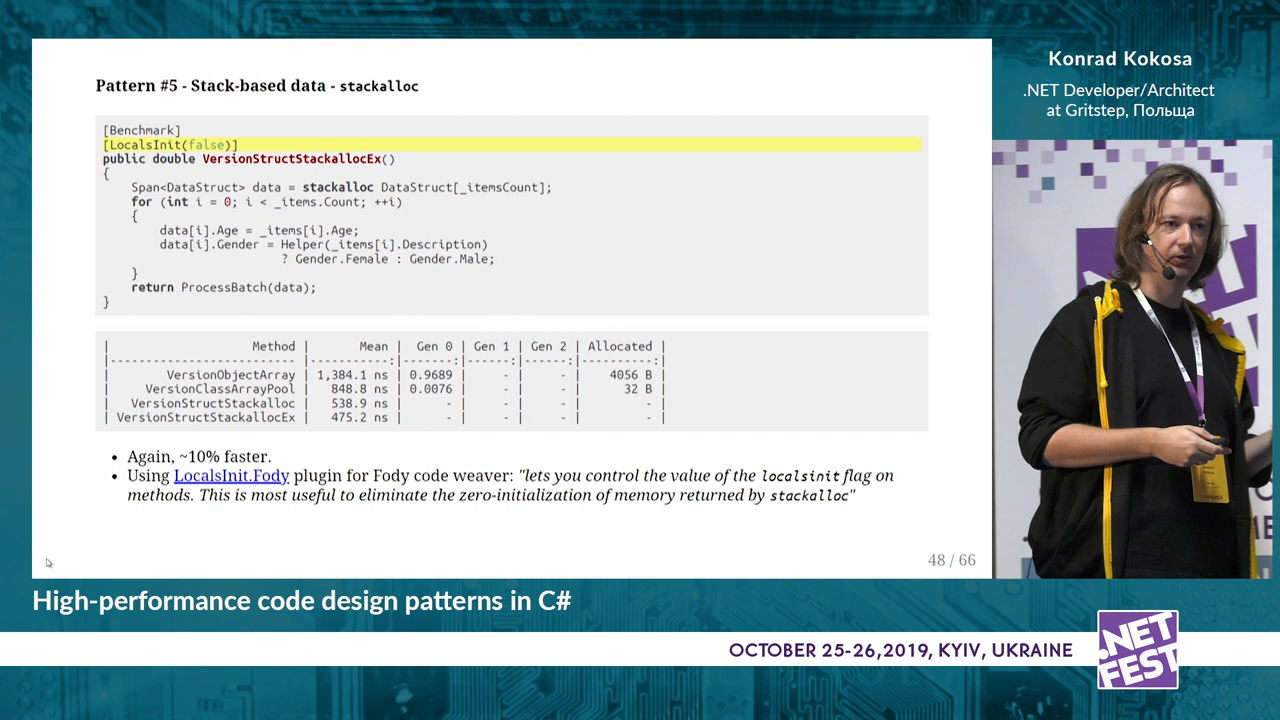 Pattern #5 - Stack-based data - stackalloc
[Benchmark]
[LocalsInit(false)]
public double VersionStructStackallocEx()
{
    Span<DataStruct> data = stackalloc DataStruct[_itemsCount];
    for (int i = 0; i < _items.Count; ++i)
    {
        data[i].Age = _items[i].Age;
        data[i].Gender = Helper(_items[i].Description)
                         ? Gender.Female : Gender.Male;
    }
    return ProcessBatch(data);
}
|                    Method |       Mean |  Gen 0 | Gen 1 | Gen 2 | Allocated |
|-------------------------- |-----------:|-------:|------:|------:|----------:|
|        VersionObjectArray | 1,384.1 ns | 0.9689 |     - |     - |    4056 B |
|     VersionClassArrayPool |   848.8 ns | 0.0076 |     - |     - |      32 B |
|   VersionStructStackalloc |   538.9 ns |      - |     - |     - |         - |
| VersionStructStackallocEx |   475.2 ns |      - |     - |     - |         - |
• Again, ~10% faster.
• Using LocalsInit.Fody plugin for Fody code weaver: "lets you control the value of the localsinit flag on
methods. This is most useful to eliminate the zero-initialization of memory returned by stackalloc"
48 / 66
Konrad Kokosa
.NET Developer/Architect
at Gritstep, Польща
High-performance code design patterns in C#
OCTOBER 25-26,2019, KYIV, UKRAINE
.NET
FEST